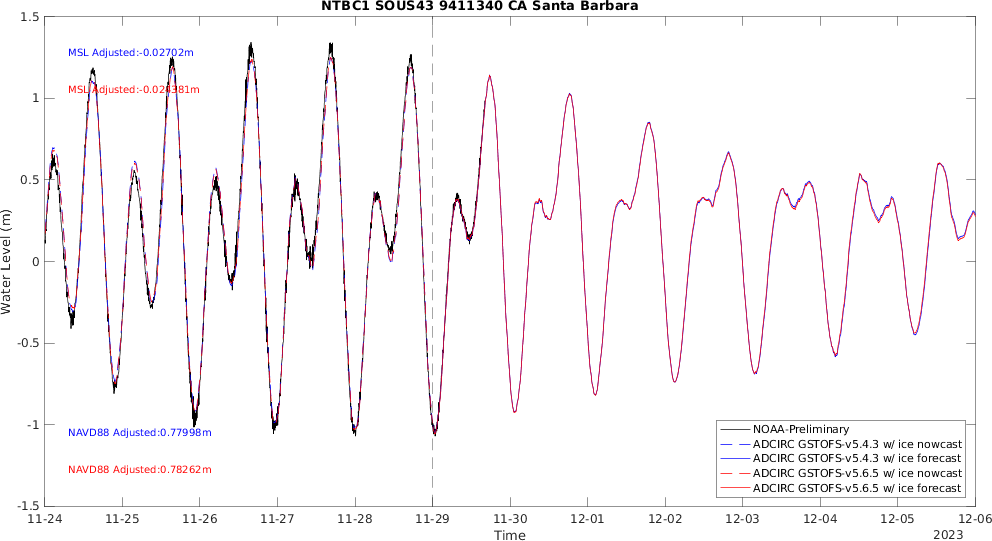 NTBC1 SOUS43 9411340 CA Santa Barbara
1.5
1
0.5
0
-0.5
-1
-1.5
Water Level (m)
MSL Adjusted:-0.02702m
MSL Adjusted:-0.028381m
NAVD88 Adjusted:0.77998m
NAVD88 Adjusted:0.78262m
NOAA-Preliminary
ADCIRC GSTOFS-v5.4.3 w/ ice nowcast
ADCIRC GSTOFS-v5.4.3 w/ ice forecast
ADCIRC GSTOFS-v5.6.5 w/ ice nowcast
ADCIRC GSTOFS-v5.6.5 w/ ice forecast
11-24 11-25 11-26 11-27 11-28 11-29 11-30 12-01 12-02 12-03 12-04 12-05 12-06
Time
2023